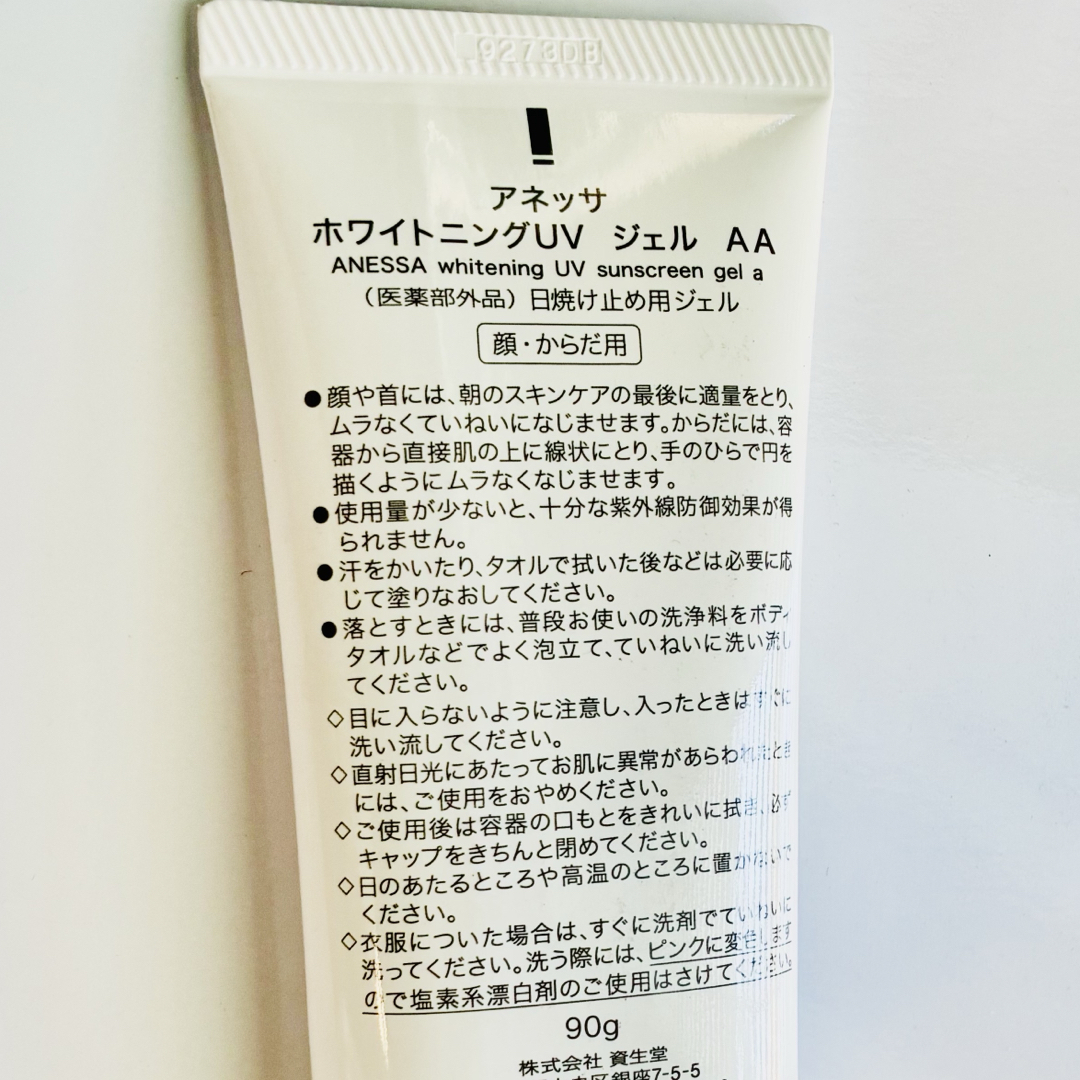 9273DB
アネッサ
ホワイトニングUV ジェル AA
ANESSA whitening UV sunscreen gel a
（医薬部外品）日焼け止め用ジェル
顔・からだ用
●顔や首には、朝のスキンケアの最後に適量をとり、
ムラなくていねいになじませます。からだには、容
器から直接肌の上に線状にとり、手のひらで円を
描くようにムラなくなじませます。
●使用量が少ないと、十分な紫外線防御効果が得
られません。
●汗をかいたり、タオルで拭いた後などは必要に応
じて塗りなおしてください。
●落とすときには、普段お使いの洗浄料をボディ
タオルなどでよく泡立て、ていねいに洗い流し
てください。
◇目に入らないように注意し、入ったときはすぐに
洗い流してください。
◇直射日光にあたってお肌に異常があらわれたとき
には、ご使用をおやめください。
◇ご使用後は容器の口もとをきれいに拭き、必ず
キャップをきちんと閉めてください。
◇日のあたるところや高温のところに置かないで
ください。
◇衣服についた場合は、すぐに洗剤でていねいに
洗ってください。洗う際には、ピンクに変色します
ので塩素系漂白剤のご使用はさけてください。
90g
株式会社 資生堂
区銀座7-5-5